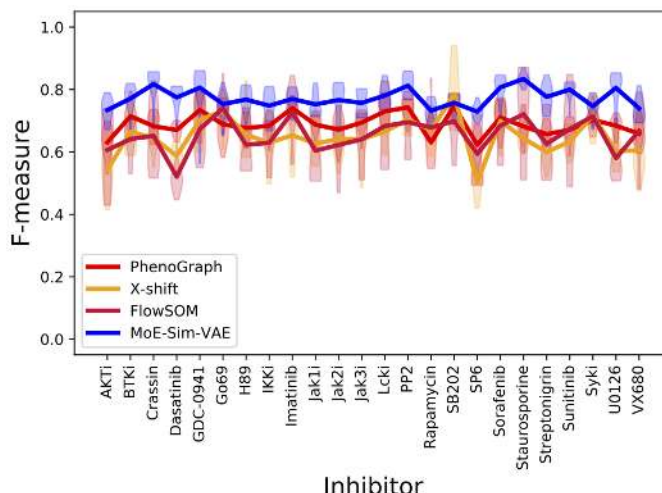 1.0
0.8
0.6
0.4
0.2
0.0
F-measure
PhenoGraph
X-shift
FlowSOM
MoE-Sim-VAE
AKTi
BTKi
Crassin
Dasatinib
GDC-0941
Go69
H89
IKKi
Imatinib
Jak1i
Jak2i
Jak3i
Lcki
PP2
Rapamycin
SB202
SP6
Sorafenib
Staurosporine
Streptonigrin
Sunitinib
Syki
U0126
VX680
Inhibitor